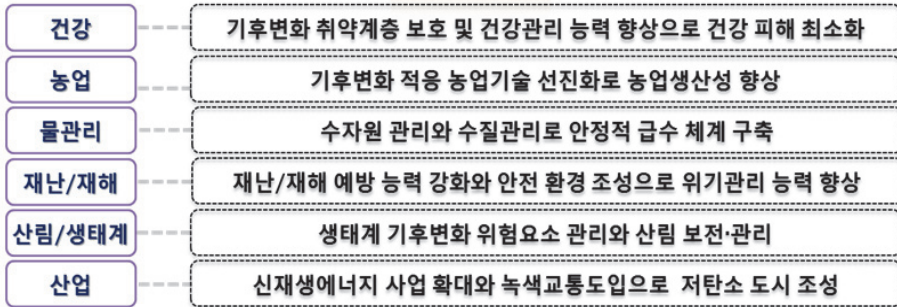 건강 기후변화 취약계층 보호 및 건강관리 능력 향상으로 건강 피해 최소화
농업 기후변화 적응 농업기술 선진화로 농업생산성 향상
물관리 수자원 관리와 수질관리로 안정적 급수 체계 구축
재난/재해 재난/재해 예방 능력 강화와 안전 환경 조성으로 위기관리 능력 향상
산림/생태계 생태계 기후변화 위험요소 관리와 산림 보전·관리
산업 신재생에너지 사업 확대와 녹색교통도입으로 저탄소 도시 조성